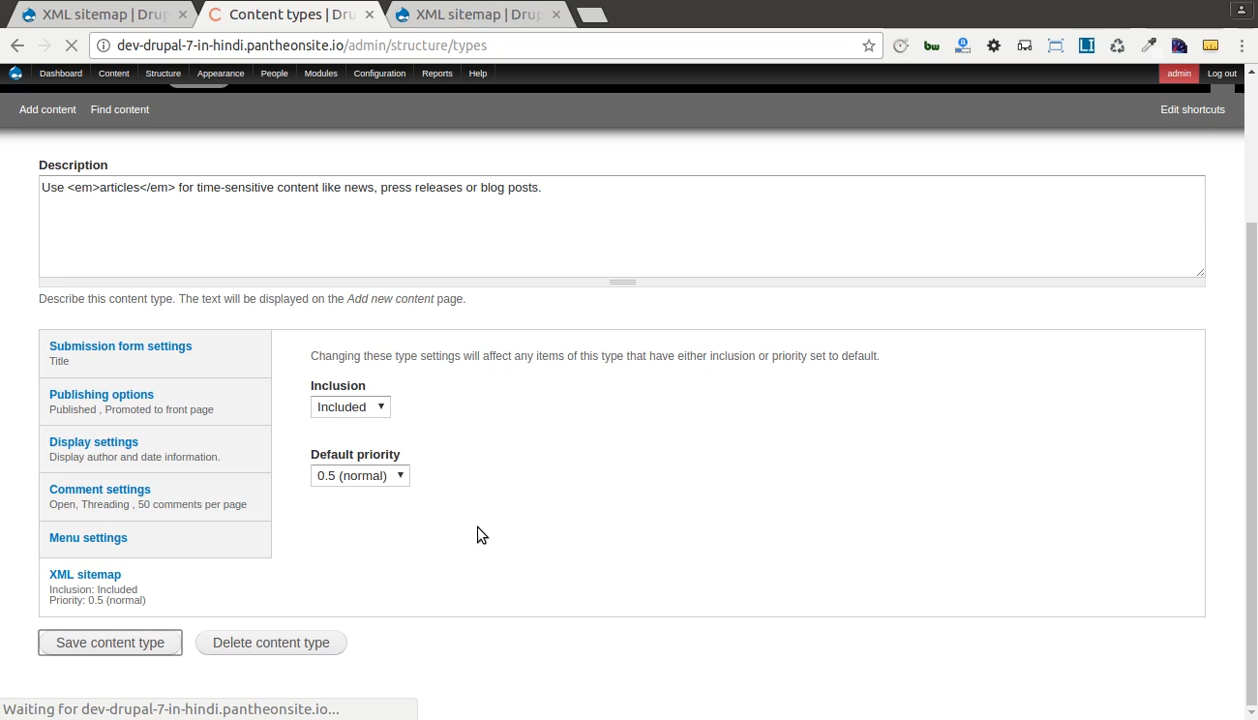 XML sitemap | Drup
Content types | Dru
XML sitemap | Drup
dev-drupal-7-in-hindi.pantheonsite.io/admin/structure/types
Dashboard Content Structure Appearance People Modules Configuration Reports Help admin Log out
Add content Find content Edit shortcuts
Description
Use <em>articles</em> for time-sensitive content like news, press releases or blog posts.
Describe this content type. The text will be displayed on the Add new content page.
Submission form settings
Title
Publishing options
Published , Promoted to front page
Display settings
Display author and date information.
Comment settings
Open, Threading , 50 comments per page
Menu settings
XML sitemap
Inclusion: Included
Priority: 0.5 (normal)
Changing these type settings will affect any items of this type that have either inclusion or priority set to default.
Inclusion
Included
Default priority
0.5 (normal)
Save content type Delete content type
Waiting for dev-drupal-7-in-hindi.pantheonsite.io...